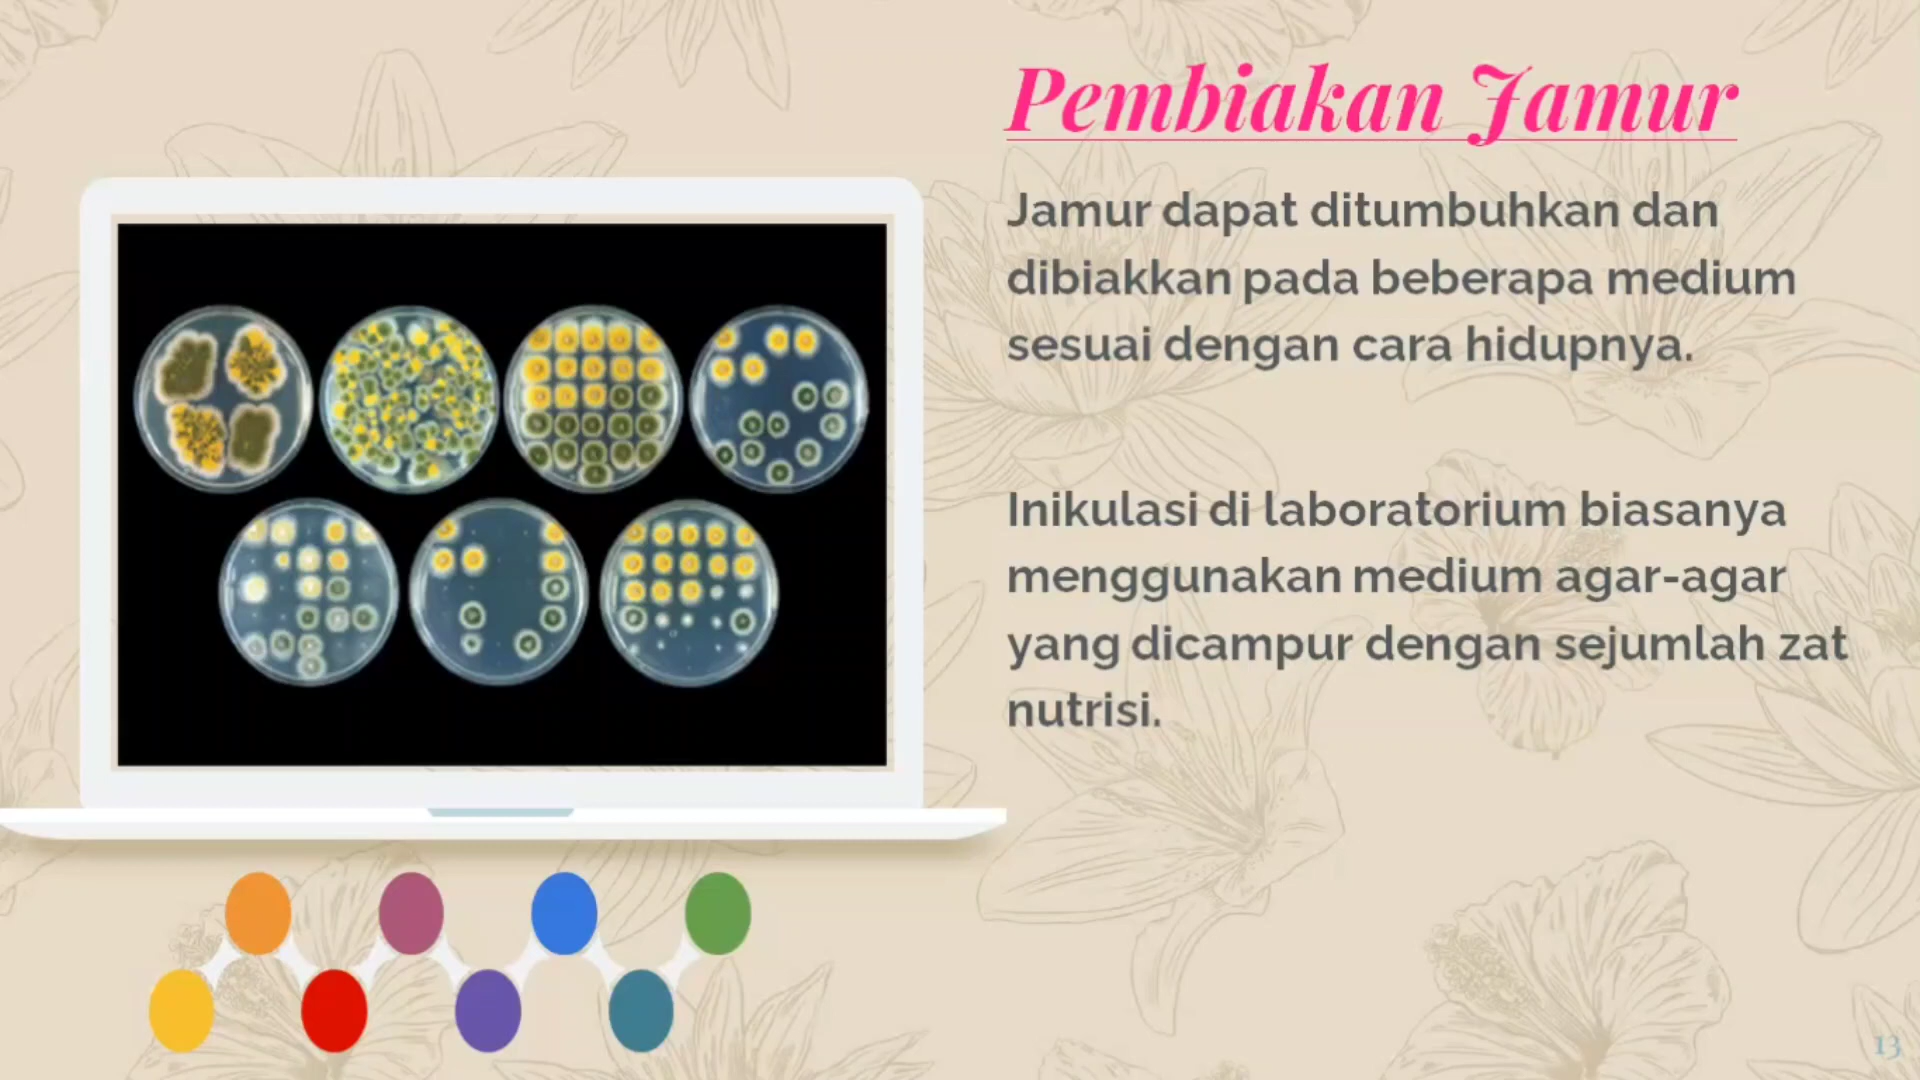 Pembiakan Jamur
Jamur dapat ditumbuhkan dan
dibiakkan pada beberapa medium
sesuai dengan cara hidupnya.
Inikulasi di laboratorium biasanya
menggunakan medium agar-agar
yang dicampur dengan sejumlah zat
nutrisi.
13